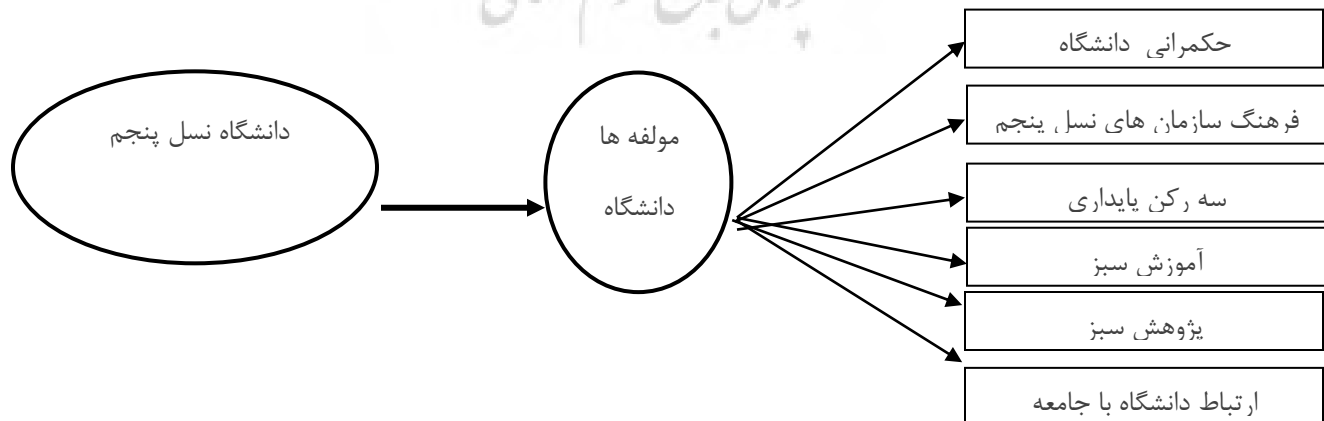 حکمرانی دانشگاه
دانشگاه نسل پنجم
مولفه ها
دانشگاه
فرهنگ سازمان های نسل پنجم
سه رکن پایداری
آموزش سبز
پژوهش سبز
ارتباط دانشگاه با جامعه